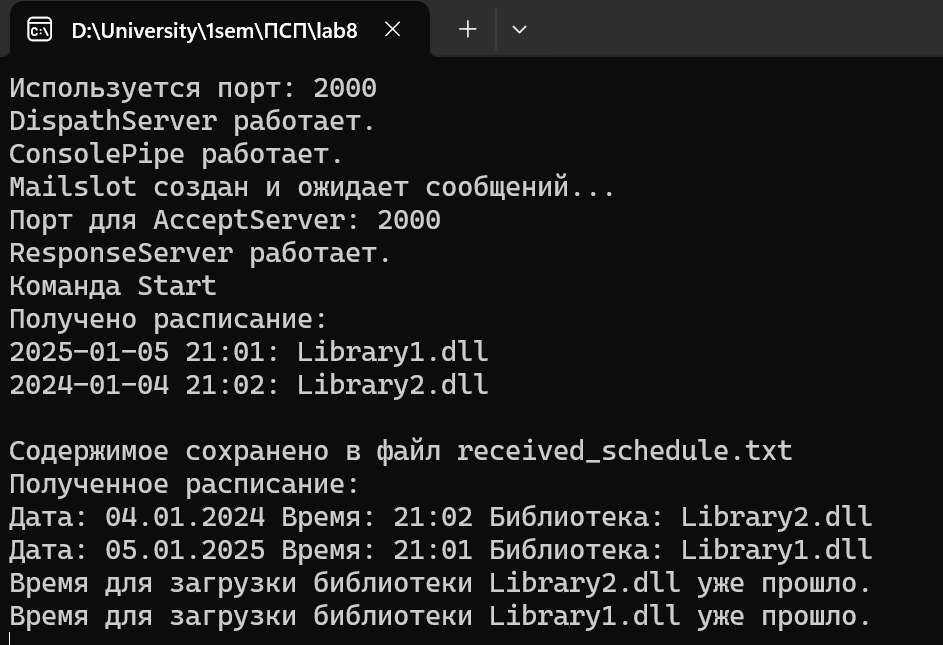 D:\University\1sem\ПСП\lab8
Используется порт: 2000
DispathServer работает.
ConsolePipe работает.
Mailslot создан и ожидает сообщений...
Порт для AcceptServer: 2000
ResponseServer работает.
Команда Start
Получено расписание:
2025-01-05 21:01: Library1.dll
2024-01-04 21:02: Library2.dll
Содержимое сохранено в файл received_schedule.txt
Полученное расписание:
Дата: 04.01.2024 Время: 21:02 Библиотека: Library2.dll
Дата: 05.01.2025 Время: 21:01 Библиотека: Library1.dll
Время для загрузки библиотеки Library2.dll уже прошло.
Время для загрузки библиотеки Library1.dll уже прошло.